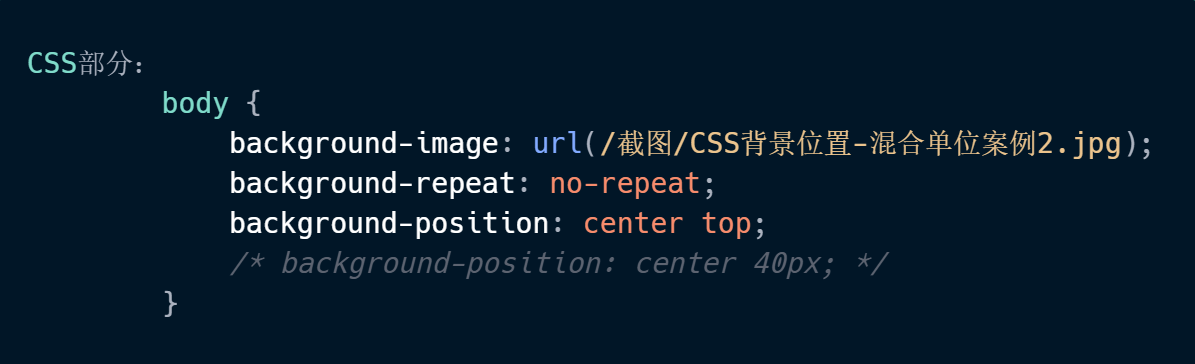 CSS部分：
body {
background-image: url(/截图/CSS背景位置-混合单位案例2.jpg);
background-repeat: no-repeat;
background-position: center top;
/* background-position: center 40px; */
}